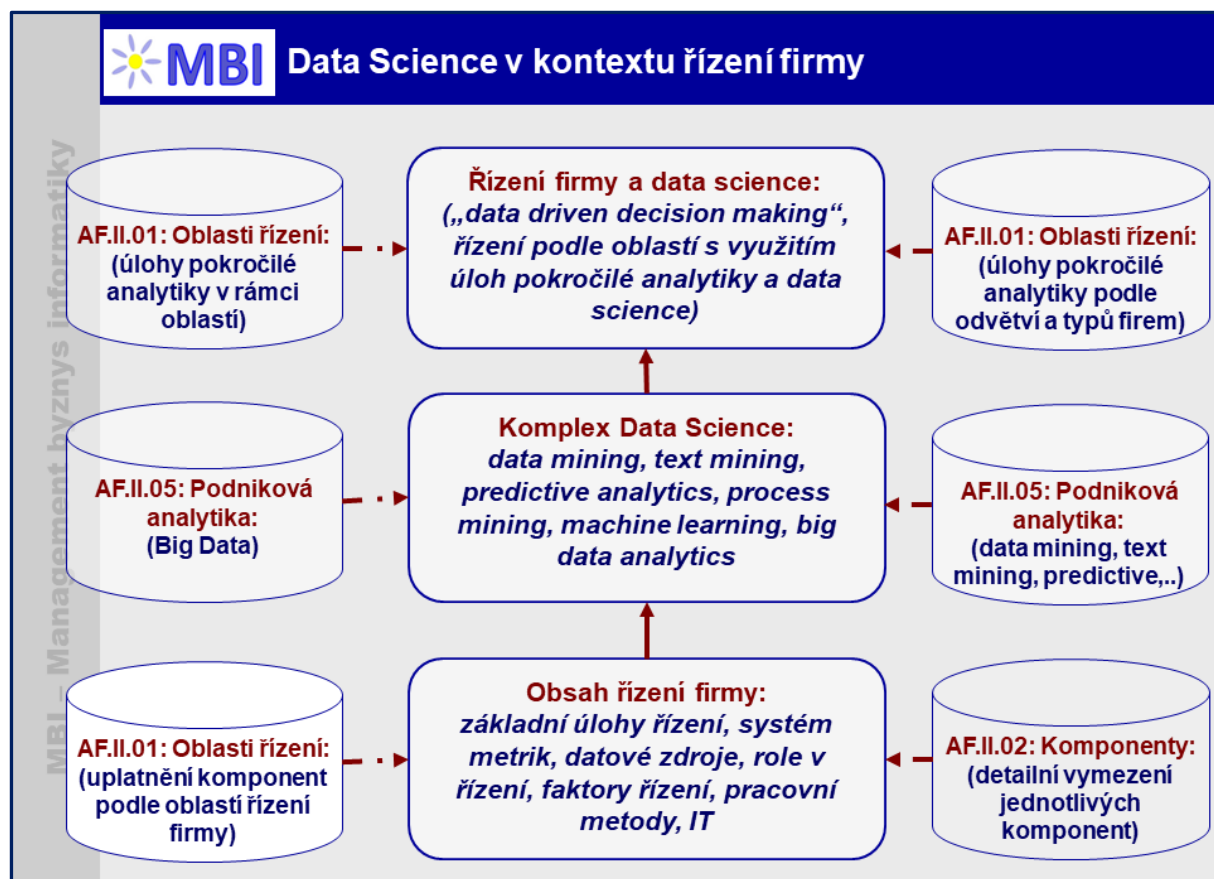 MBI
Data Science v kontextu řízení firmy
MBI – Management byznys informatiky
AF.II.01: Oblasti řízení:
(úlohy pokročilé
analytiky v rámci
oblastí)
Řízení firmy a data science:
(„data driven decision making“,
řízení podle oblastí s využitím
úloh pokročilé analytiky a data
science)
AF.II.01: Oblasti řízení:
(úlohy pokročilé
analytiky podle
odvětví a typů firem)
AF.II.05: Podniková
analytika:
(Big Data)
Komplex Data Science:
data mining, text mining,
predictive analytics, process
mining, machine learning, big
data analytics
AF.II.05: Podniková
analytika:
(data mining, text
mining, predictive,..)
AF.II.01: Oblasti řízení:
(uplatnění komponent
podle oblastí řízení
firmy)
Obsah řízení firmy:
základní úlohy řízení, systém
metrik, datové zdroje, role v
řízení, faktory řízení, pracovní
metody, IT
AF.II.02: Komponenty:
(detailní vymezení
jednotlivých
komponent)